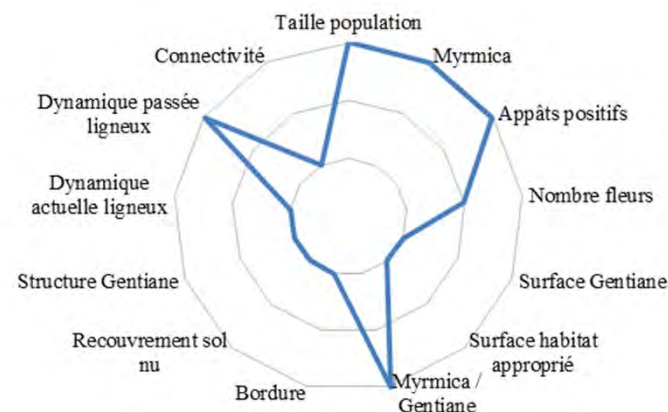 Taille population
Connectivité
Myrmica
Dynamique passée
ligneux
Appâts positifs
Dynamique
actuelle ligneux
Nombre fleurs
Structure Gentiane
Surface Gentiane
Recouvrement sol
nu
Surface habitat
approprié
Bordure
Myrmica /
Gentiane